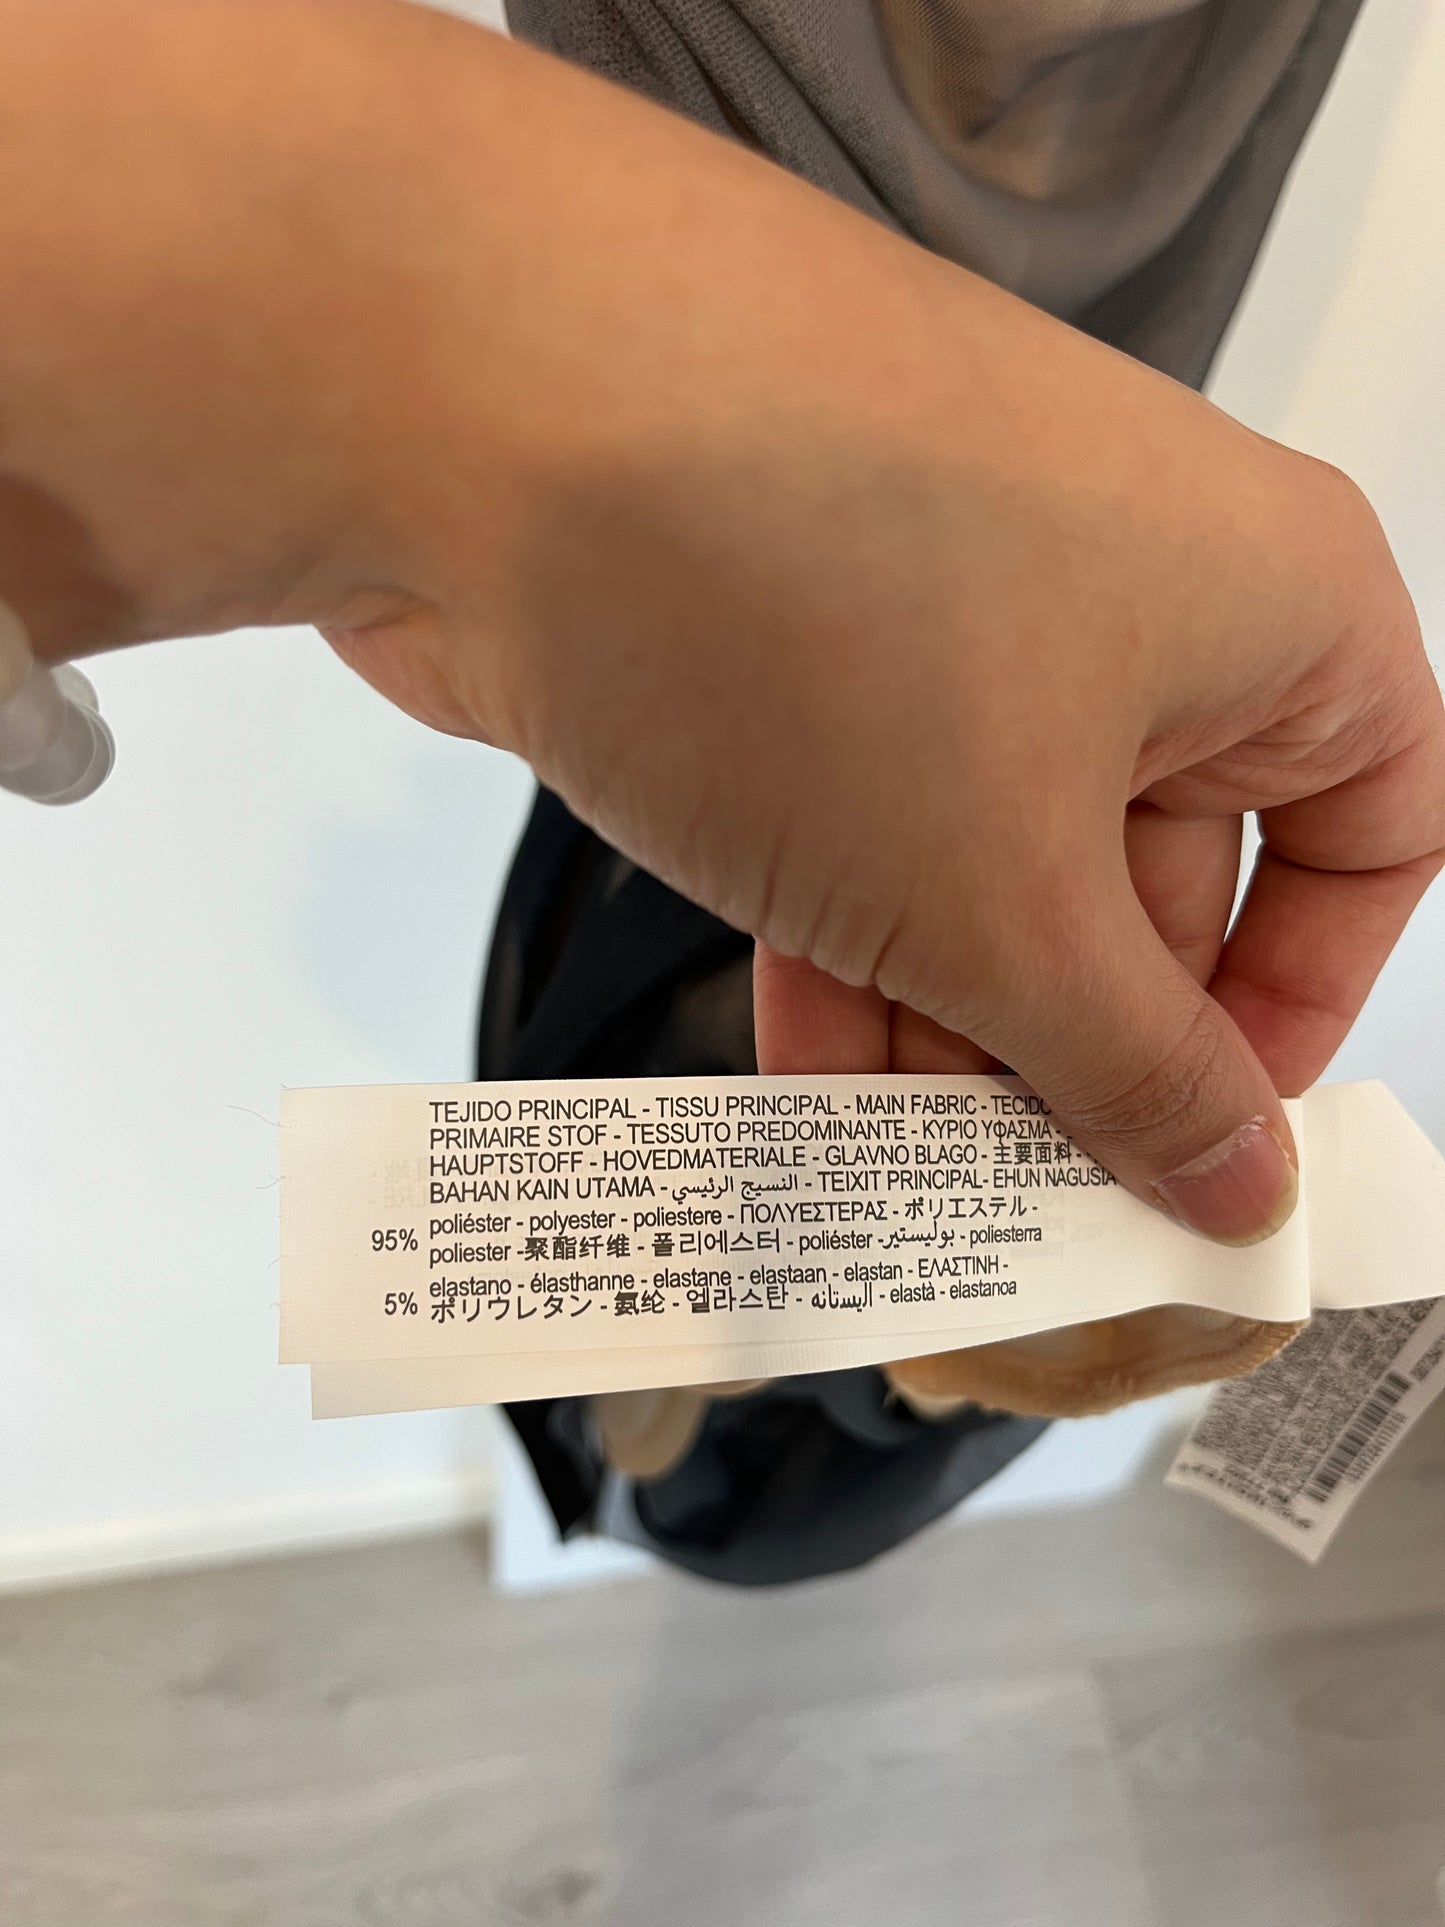 TEJIDO PRINCIPAL - TISSU PRINCIPAL - MAIN FABRIC - TECIDO
PRIMAIRE STOF - TESSUTO PREDOMINANTE - ΚΥΡΙΟ ΥΦΑΣΜΑ -
HAUPTSTOFF - HOVEDMATERIALE - GLAVNO BLAGO - 主要面料 -
BAHAN KAIN UTAMA - النسيج الرئيسي - TEIXIT PRINCIPAL- EHUN NAGUSIA
95% poliéster - polyester - poliestere - ΠΟΛΥΕΣΤΕΡΑΣ - ポリエステル -
poliester -聚酯纤维 - 폴리에스터 - poliéster -بوليستير - poliesterra
5% elastano - élasthanne - elastane - elastaan - elastan - ΕΛΑΣΤΙΝΗ -
ポリウレタン - 氨纶 - 엘라스탄 - اليستانه - elastà - elastanoa